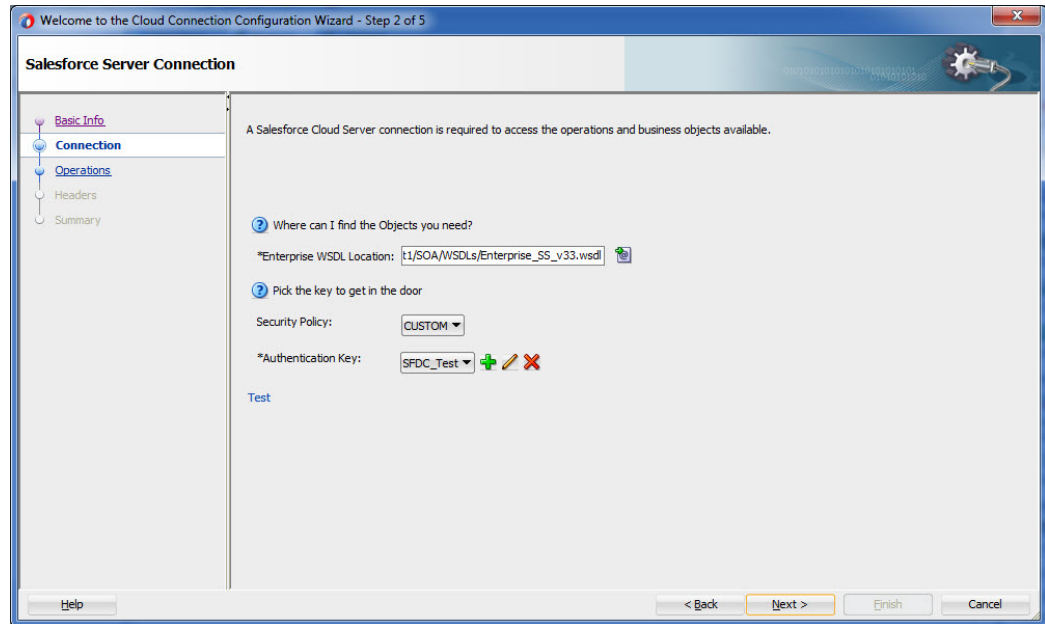 Welcome to the Cloud Connection Configuration Wizard - Step 2 of 5
Salesforce Server Connection
Basic Info
Connection
Operations
Headers
Summary
A Salesforce Cloud Server connection is required to access the operations and business objects available.
Where can I find the Objects you need?
*Enterprise WSDL Location: t1/SOA/WSDLs/Enterprise_SS_v33.wsdl
Pick the key to get in the door
Security Policy: CUSTOM
*Authentication Key: SFDC_Test
Test
Help < Back Next > Finish Cancel